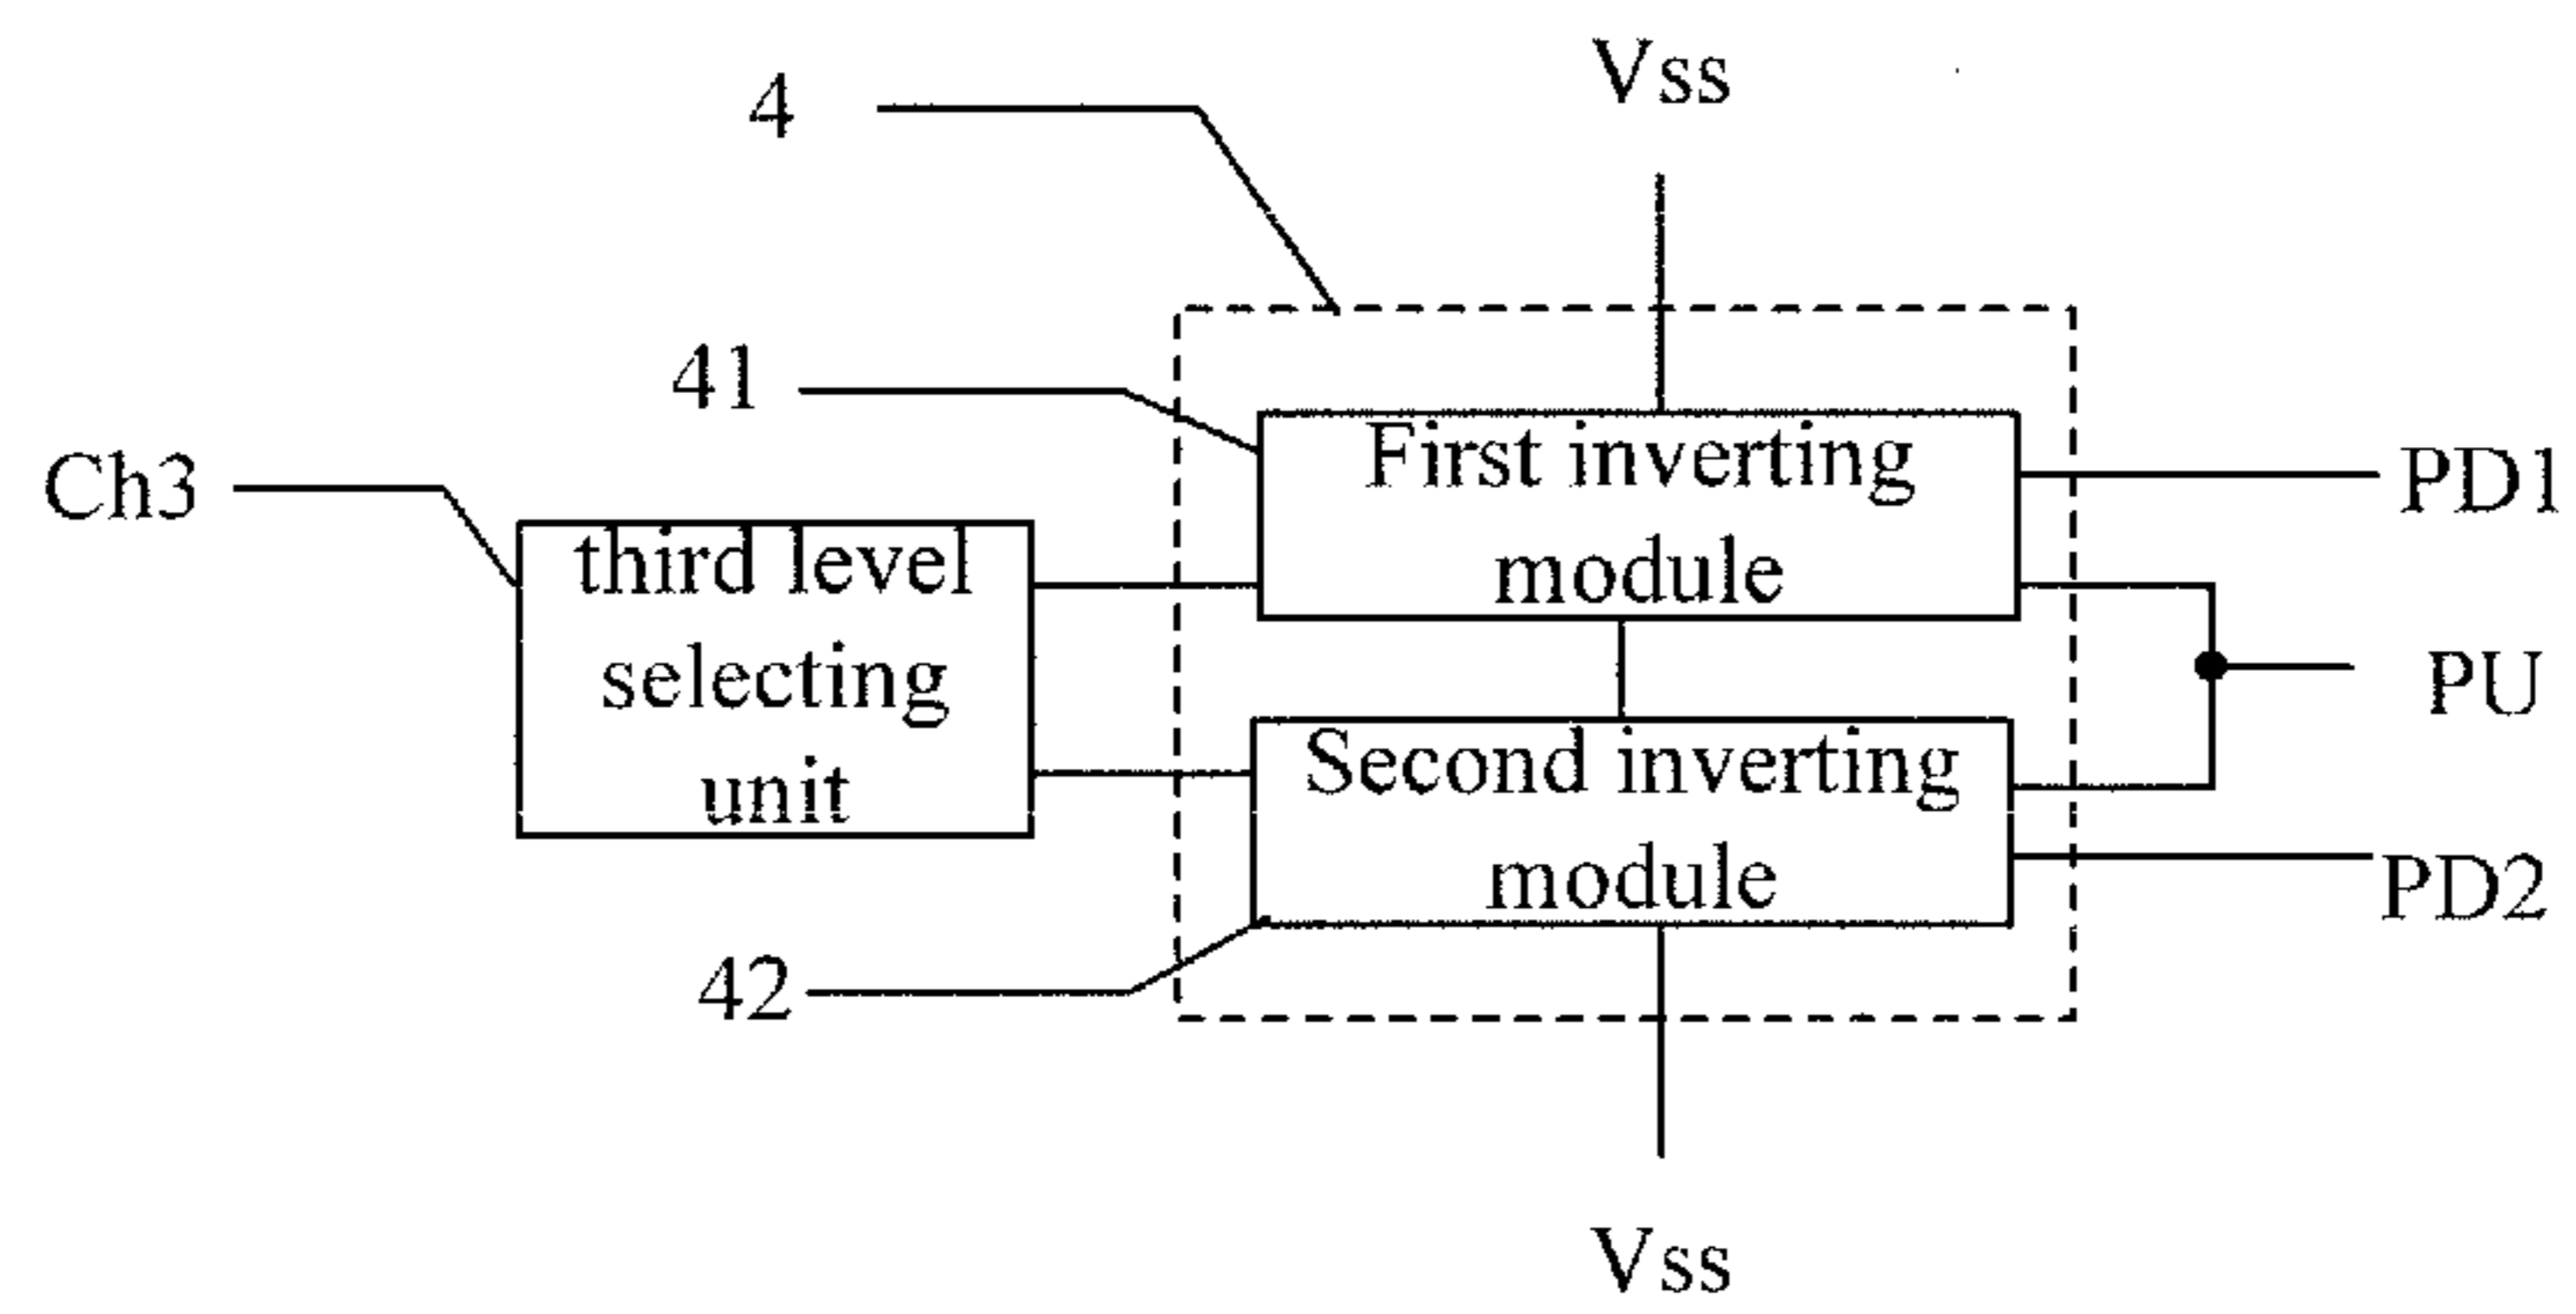 Vss
4
41
First inverting
module
PD1
Ch3
third level
selecting
unit
PU
Second inverting
module
PD2
42
Vss